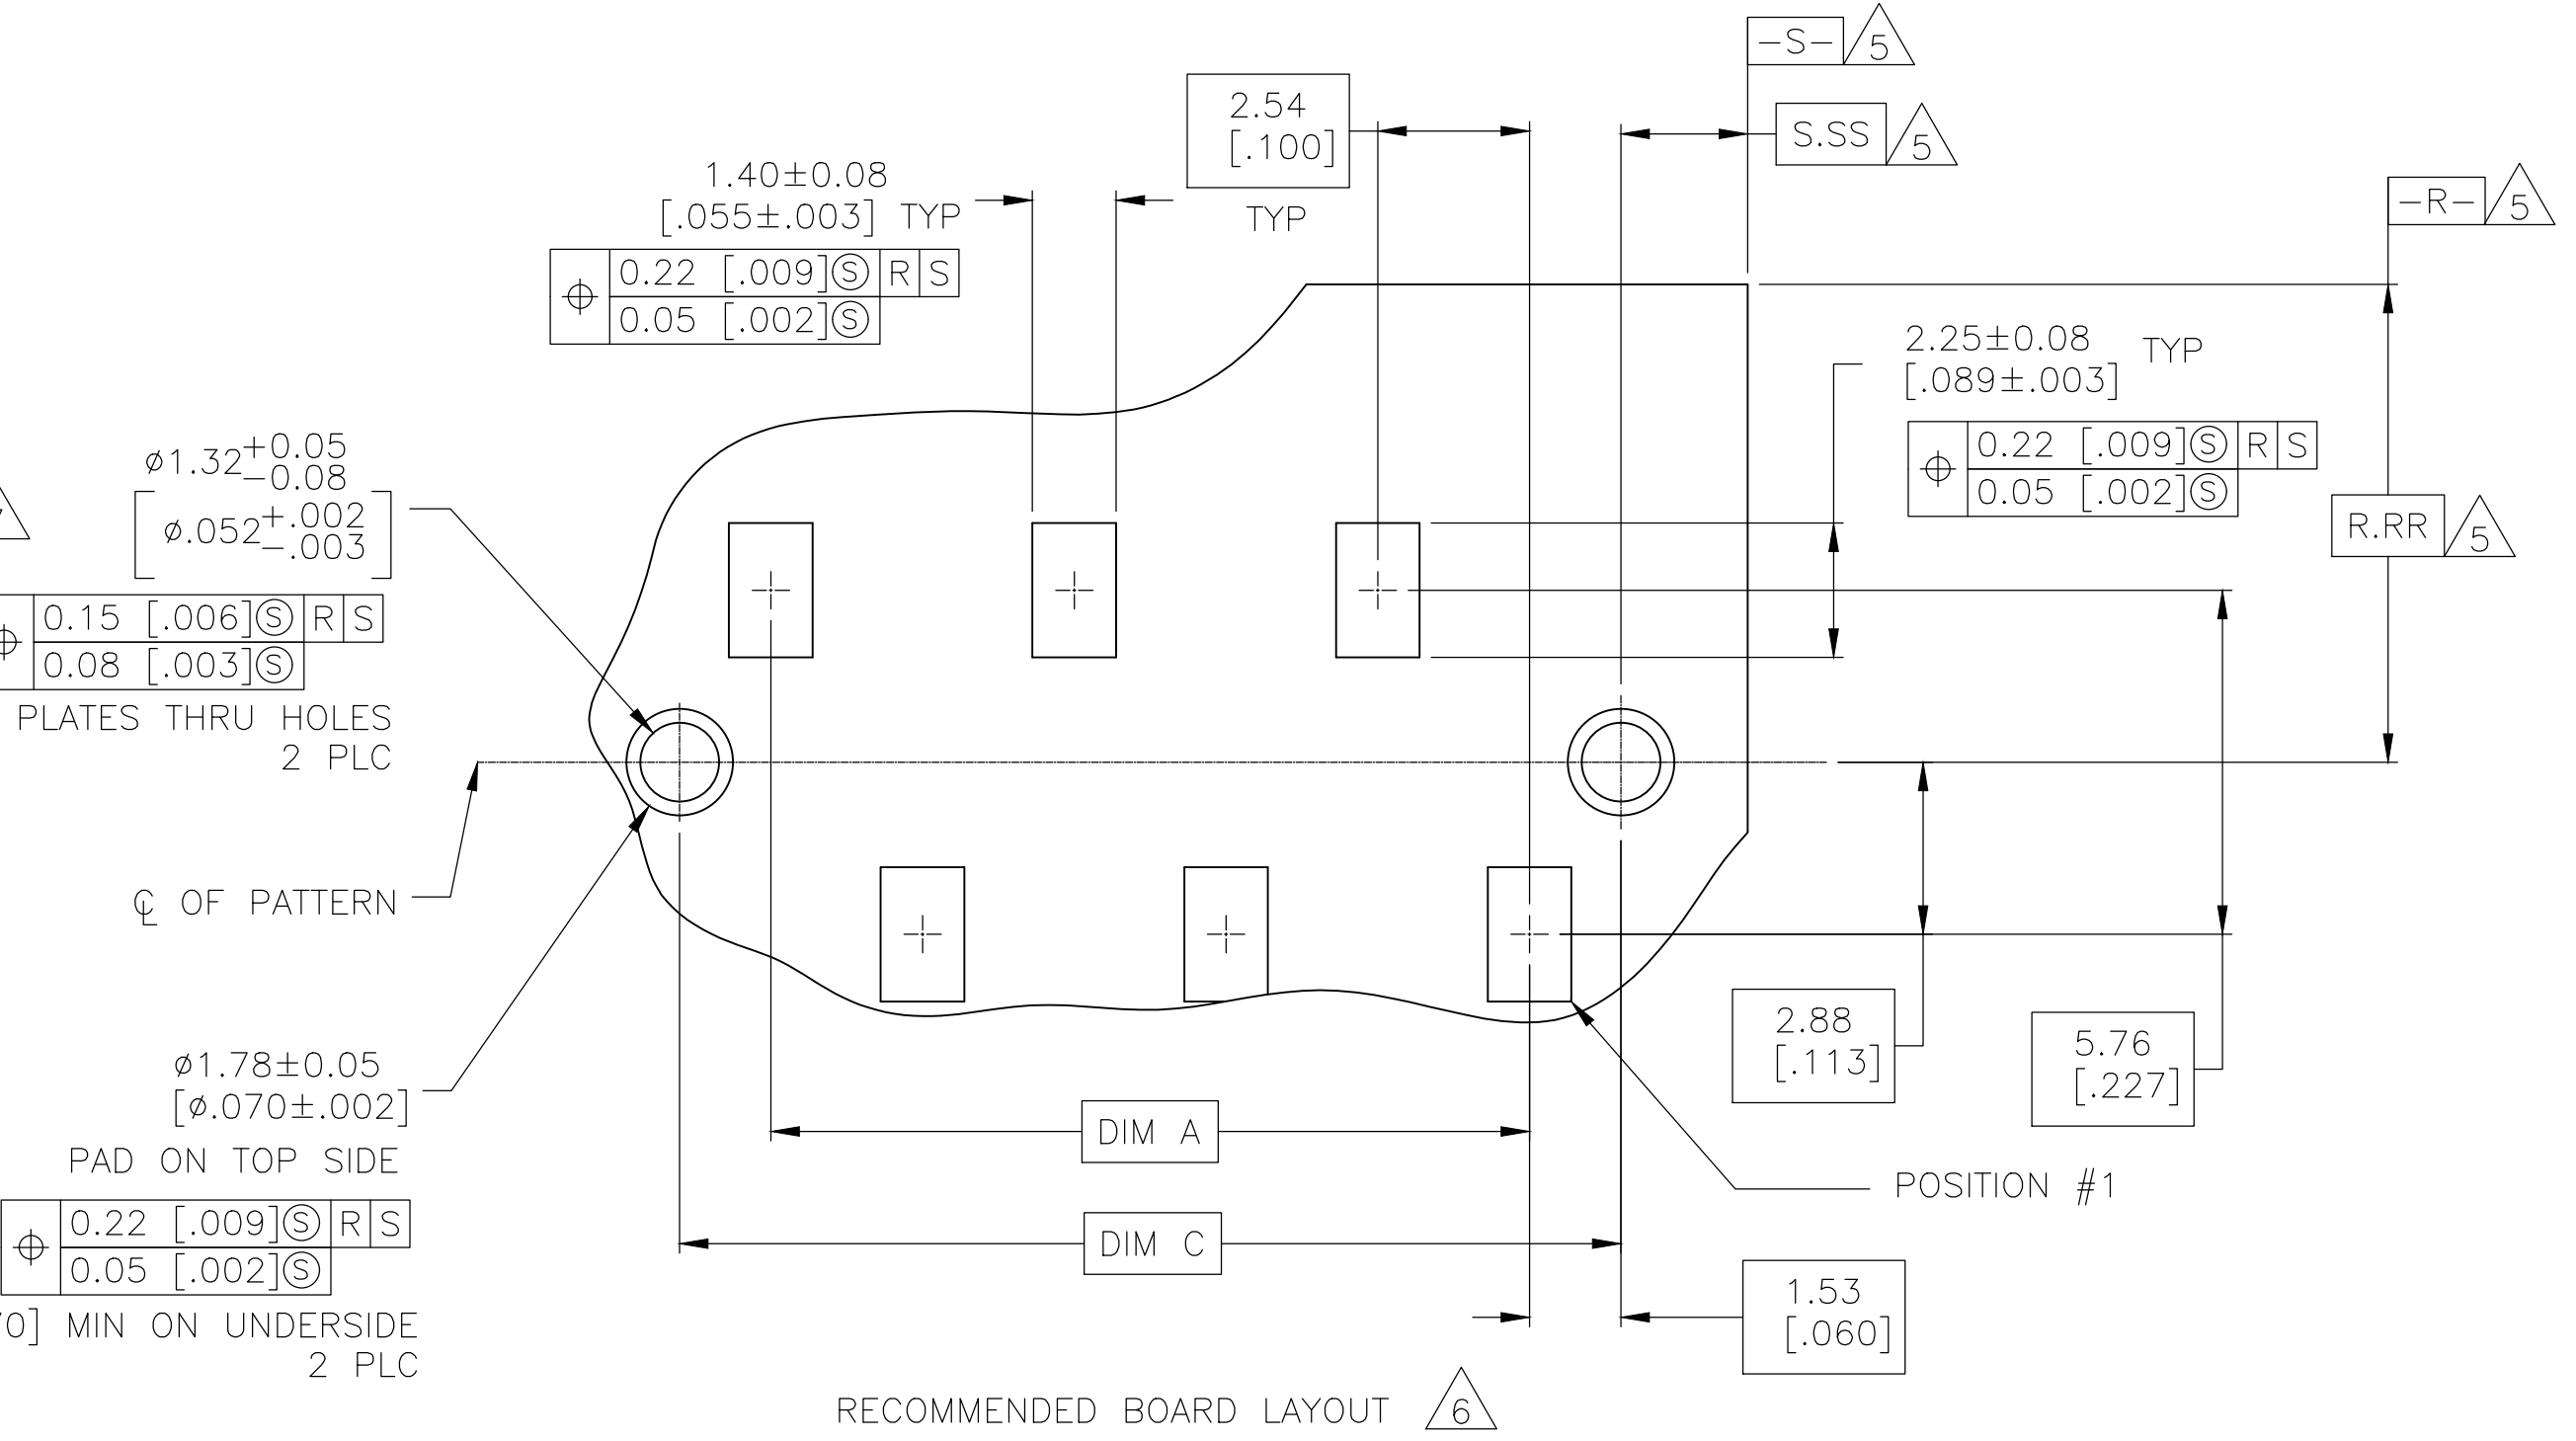 -S- 5
2.54
[.100]
TYP
S.SS 5
1.40±0.08
[.055±.003] TYP
⌖ 0.22 [.009]Ⓢ R S
0.05 [.002]Ⓢ
-R- 5
2.25±0.08 TYP
[.089±.003]
⌖ 0.22 [.009]Ⓢ R S
0.05 [.002]Ⓢ
R.RR 5
⌀1.32+0.05
-0.08
[⌀.052+.002
-.003]
⌖ 0.15 [.006]Ⓢ R S
0.08 [.003]Ⓢ
PLATES THRU HOLES
2 PLC
℄ OF PATTERN
⌀1.78±0.05
[⌀.070±.002]
PAD ON TOP SIDE
⌖ 0.22 [.009]Ⓢ R S
0.05 [.002]Ⓢ
0] MIN ON UNDERSIDE
2 PLC
2.88
[.113]
5.76
[.227]
DIM A
POSITION #1
DIM C
1.53
[.060]
RECOMMENDED BOARD LAYOUT 6